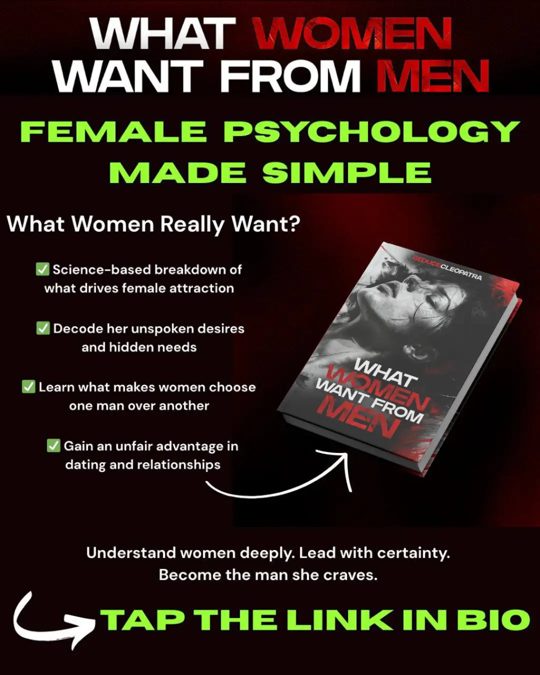 WHAT WOMEN
WANT FROM MEN
FEMALE PSYCHOLOGY
MADE SIMPLE
What Women Really Want?
✅ Science-based breakdown of
what drives female attraction
✅ Decode her unspoken desires
and hidden needs
✅ Learn what makes women choose
one man over another
✅ Gain an unfair advantage in
dating and relationships
SEDUCECLEOPATRA
WHAT
WOMEN
WANT FROM
MEN
Understand women deeply. Lead with certainty.
Become the man she craves.
TAP THE LINK IN BIO